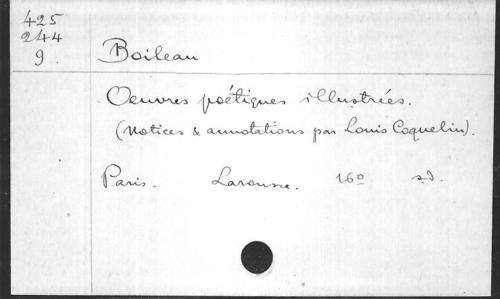 425
244
9.
Boileau
Oeuvres poétiques illustrées.
(Notices & annotations par Louis Coquelin).
Paris. Larousse. 16º s.d.